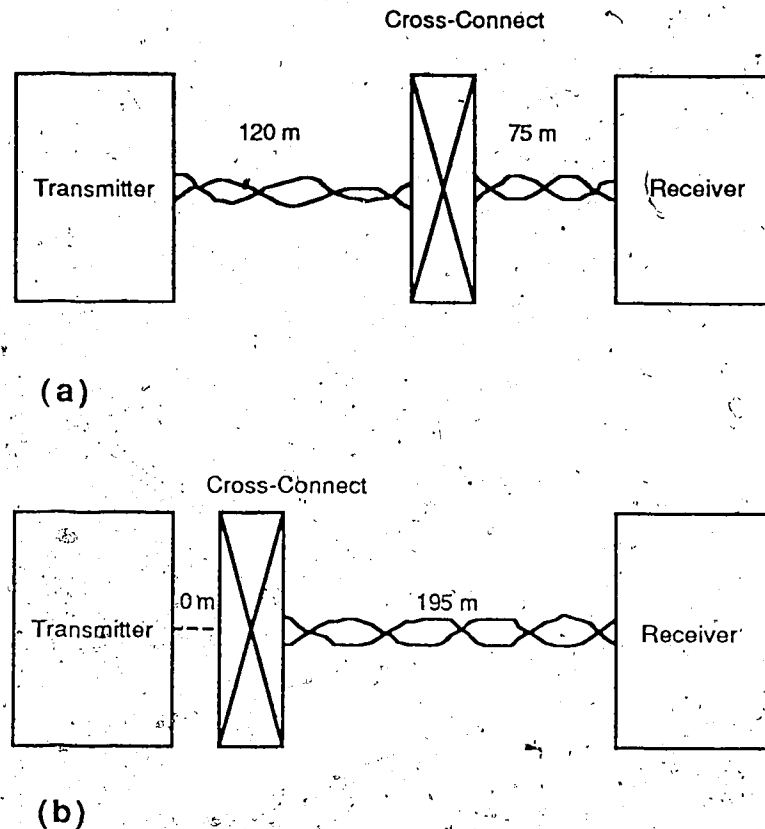 Cross-Connect
120 m
75 m
Transmitter
Receiver
(a)
Cross-Connect
0 m
195 m
Transmitter
Receiver
(b)